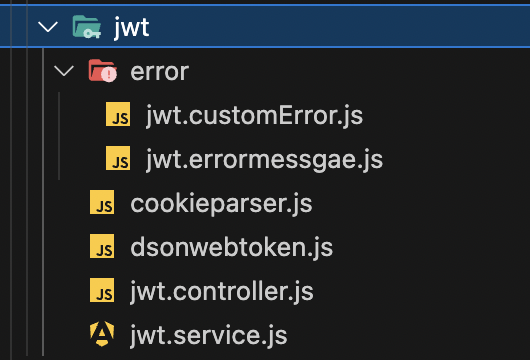 jwt
error
JS jwt.customError.js
JS jwt.errormessgae.js
JS cookieparser.js
JS dsonwebtoken.js
JS jwt.controller.js
jwt.service.js